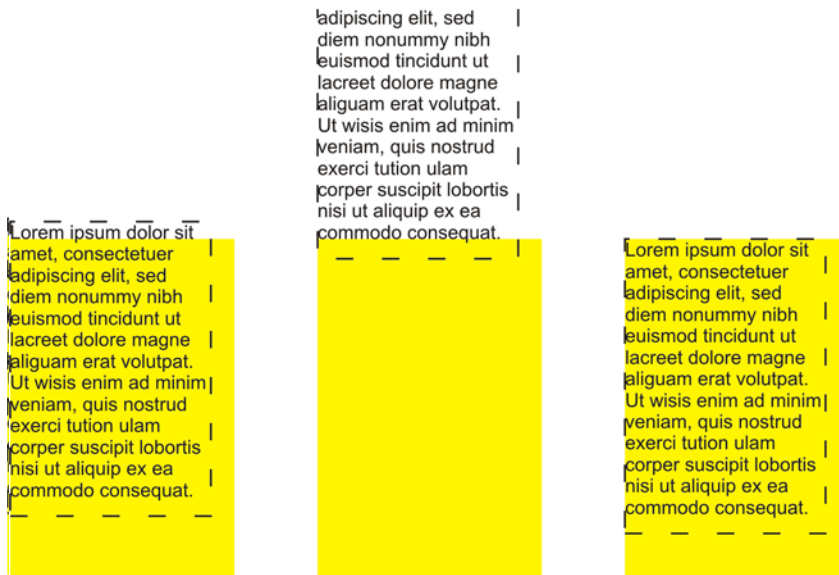 adipiscing elit, sed
diem nonummy nibh
euismod tincidunt ut
lacreet dolore magne
aliguam erat volutpat.
Ut wisis enim ad minim
veniam, quis nostrud
exerci tution ulam
corper suscipit lobortis
nisi ut aliquip ex ea
commodo consequat.
Lorem ipsum dolor sit
amet, consectetuer
adipiscing elit, sed
diem nonummy nibh
euismod tincidunt ut
lacreet dolore magne
aliguam erat volutpat.
Ut wisis enim ad minim
veniam, quis nostrud
exerci tution ulam
corper suscipit lobortis
nisi ut aliquip ex ea
commodo consequat.
Lorem ipsum dolor sit
amet, consectetuer
adipiscing elit, sed
diem nonummy nibh
euismod tincidunt ut
lacreet dolore magne
aliguam erat volutpat.
Ut wisis enim ad minim
veniam, quis nostrud
exerci tution ulam
corper suscipit lobortis
nisi ut aliquip ex ea
commodo consequat.